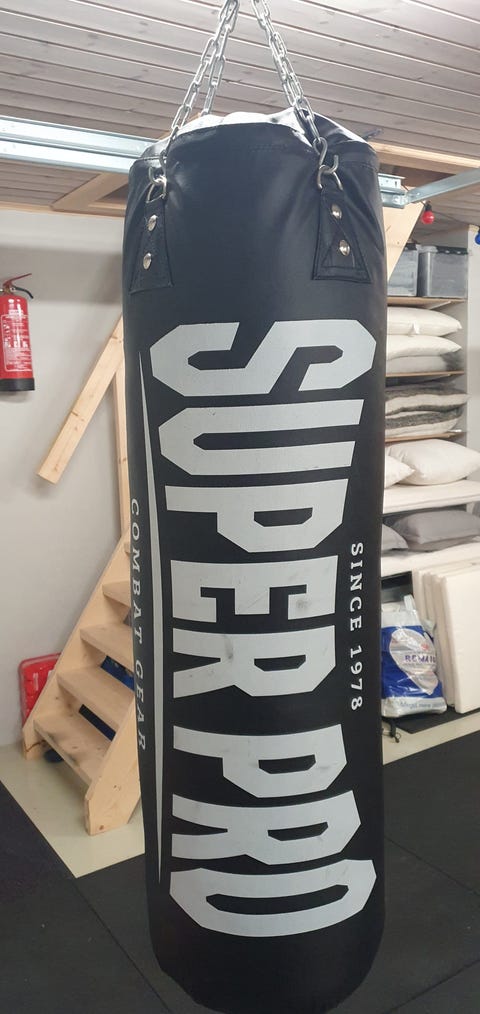 SINCE 1978
SUPER PRO
COMBAT GEAR